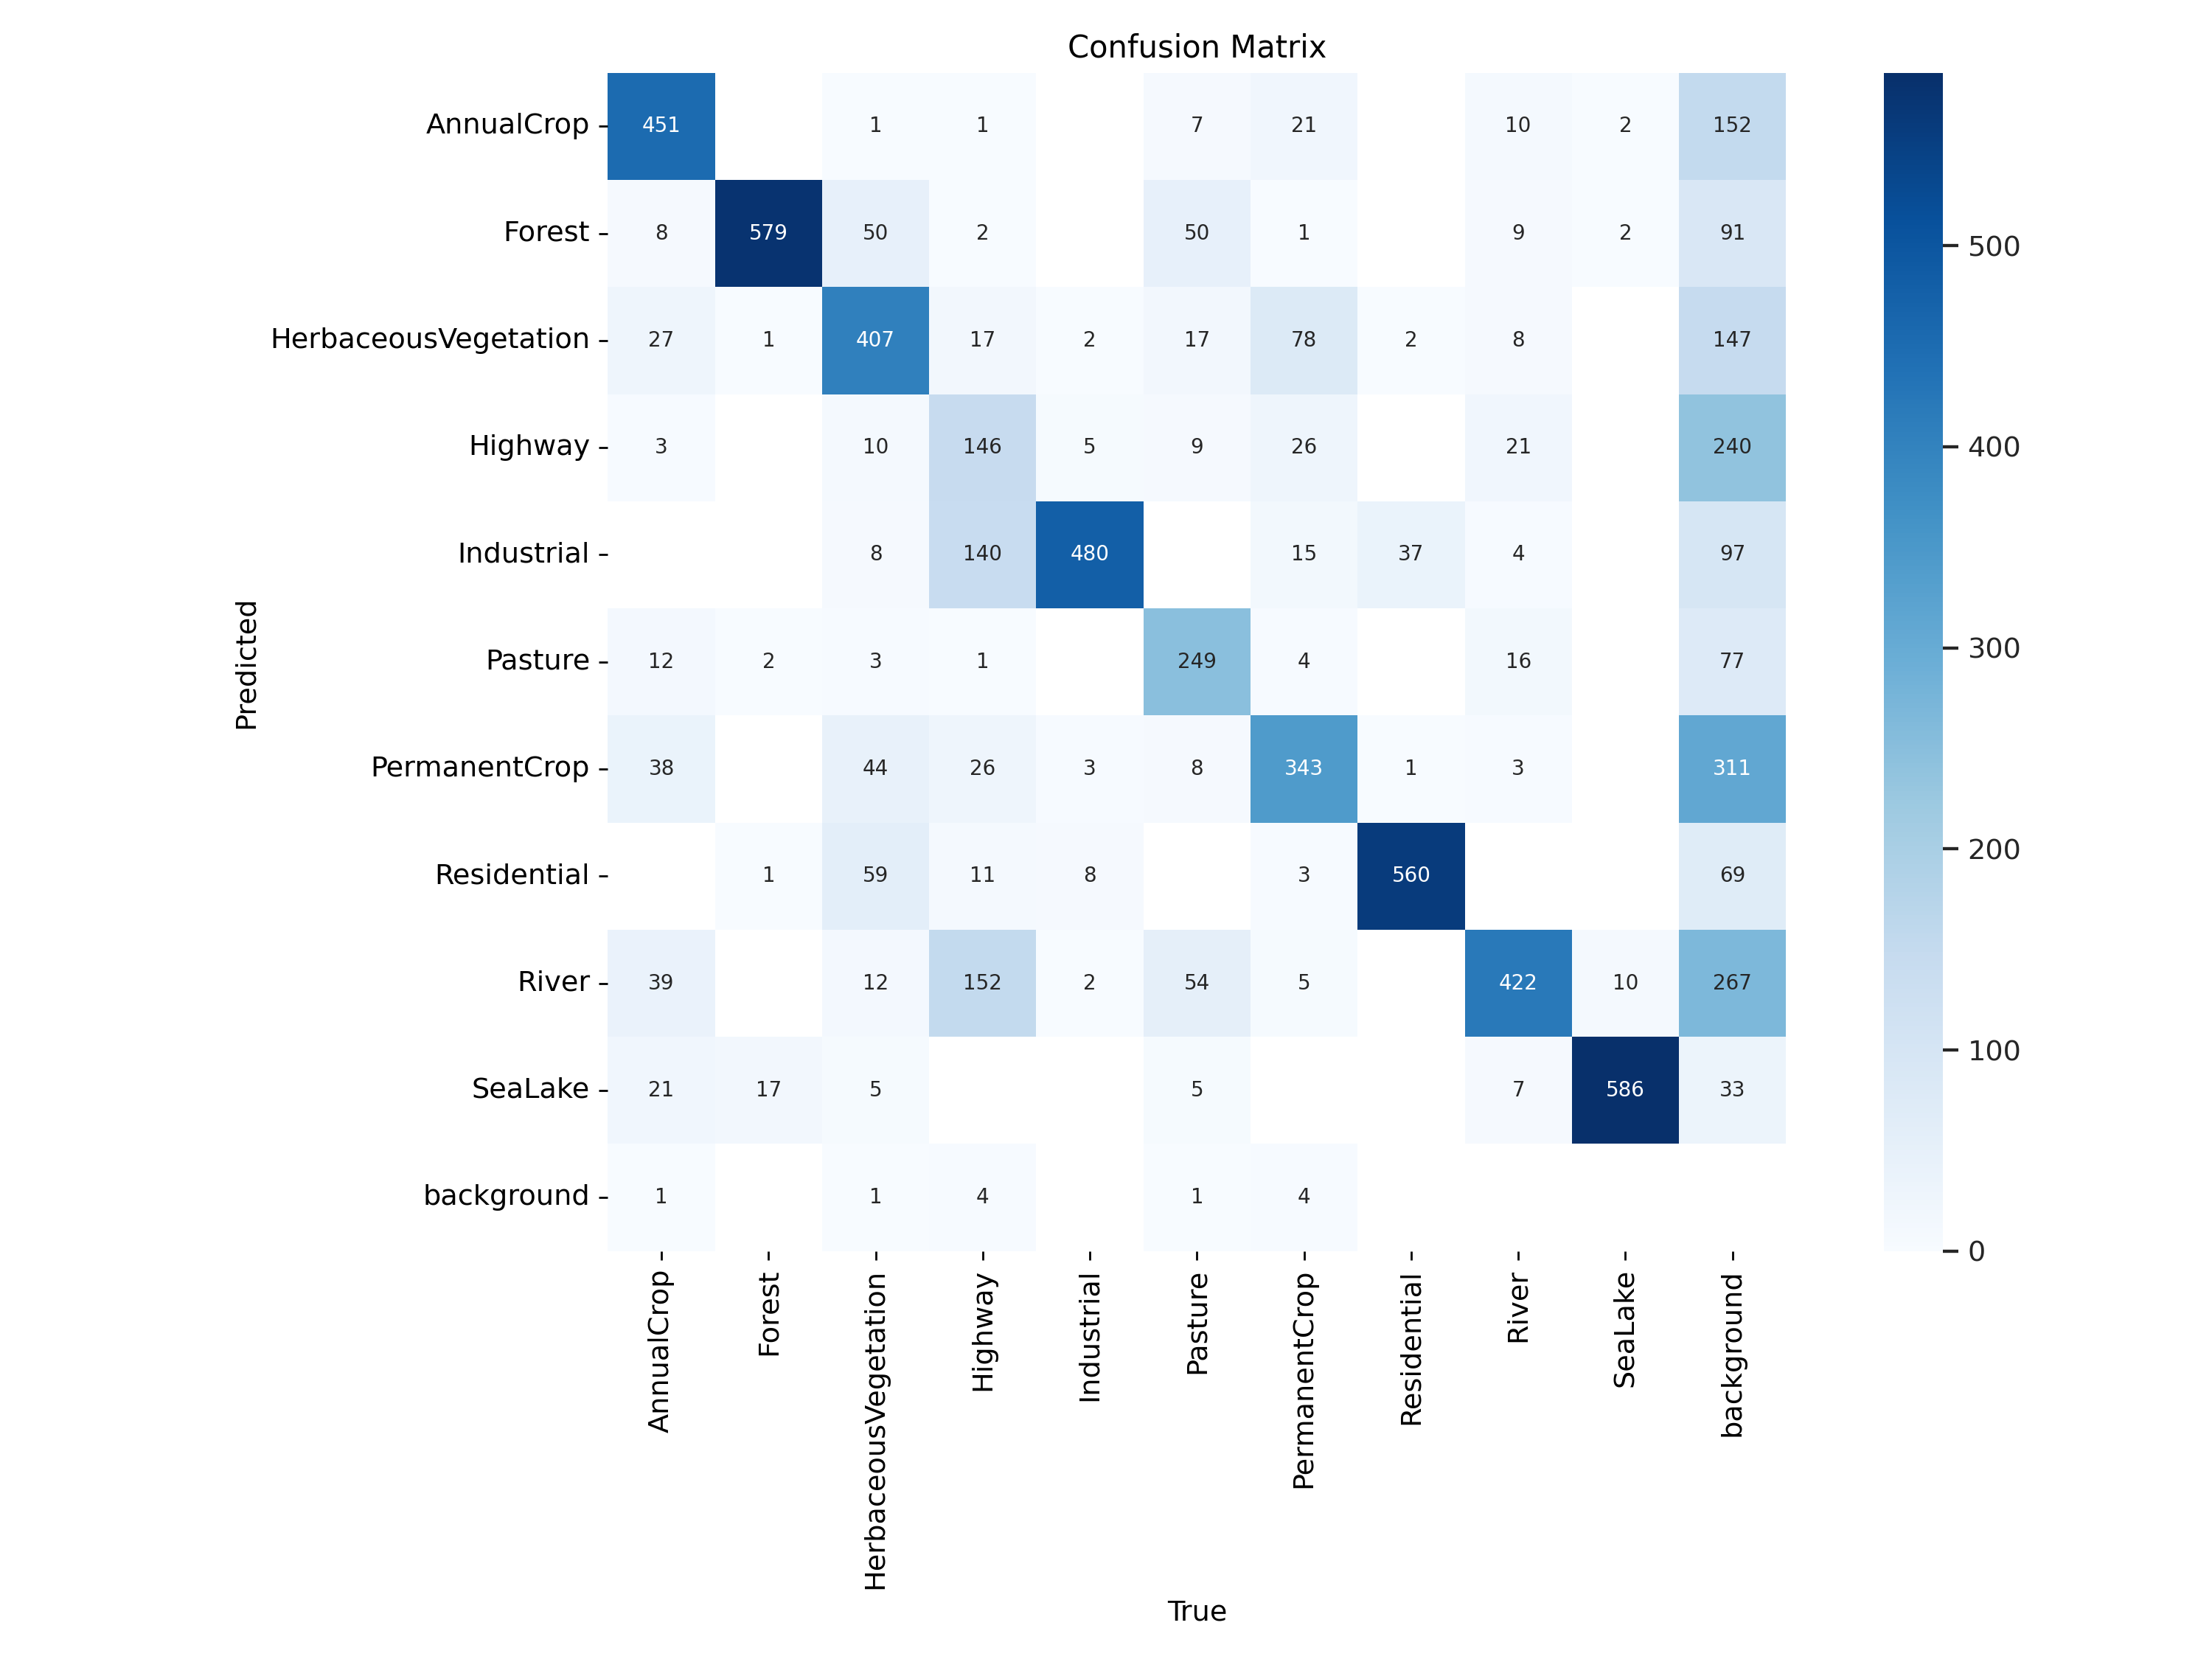 Confusion Matrix
AnnualCrop 451 1 1 7 21 10 2 152
Forest 8 579 50 2 50 1 9 2 91
HerbaceousVegetation 27 1 407 17 2 17 78 2 8 147
Highway 3 10 146 5 9 26 21 240
Industrial 8 140 480 15 37 4 97
Pasture 12 2 3 1 249 4 16 77
PermanentCrop 38 44 26 3 8 343 1 3 311
Residential 1 59 11 8 3 560 69
River 39 12 152 2 54 5 422 10 267
SeaLake 21 17 5 5 7 586 33
background 1 1 4 1 4
Predicted
AnnualCrop
Forest
HerbaceousVegetation
Highway
Industrial
Pasture
PermanentCrop
Residential
River
SeaLake
background
True
500
400
300
200
100
0